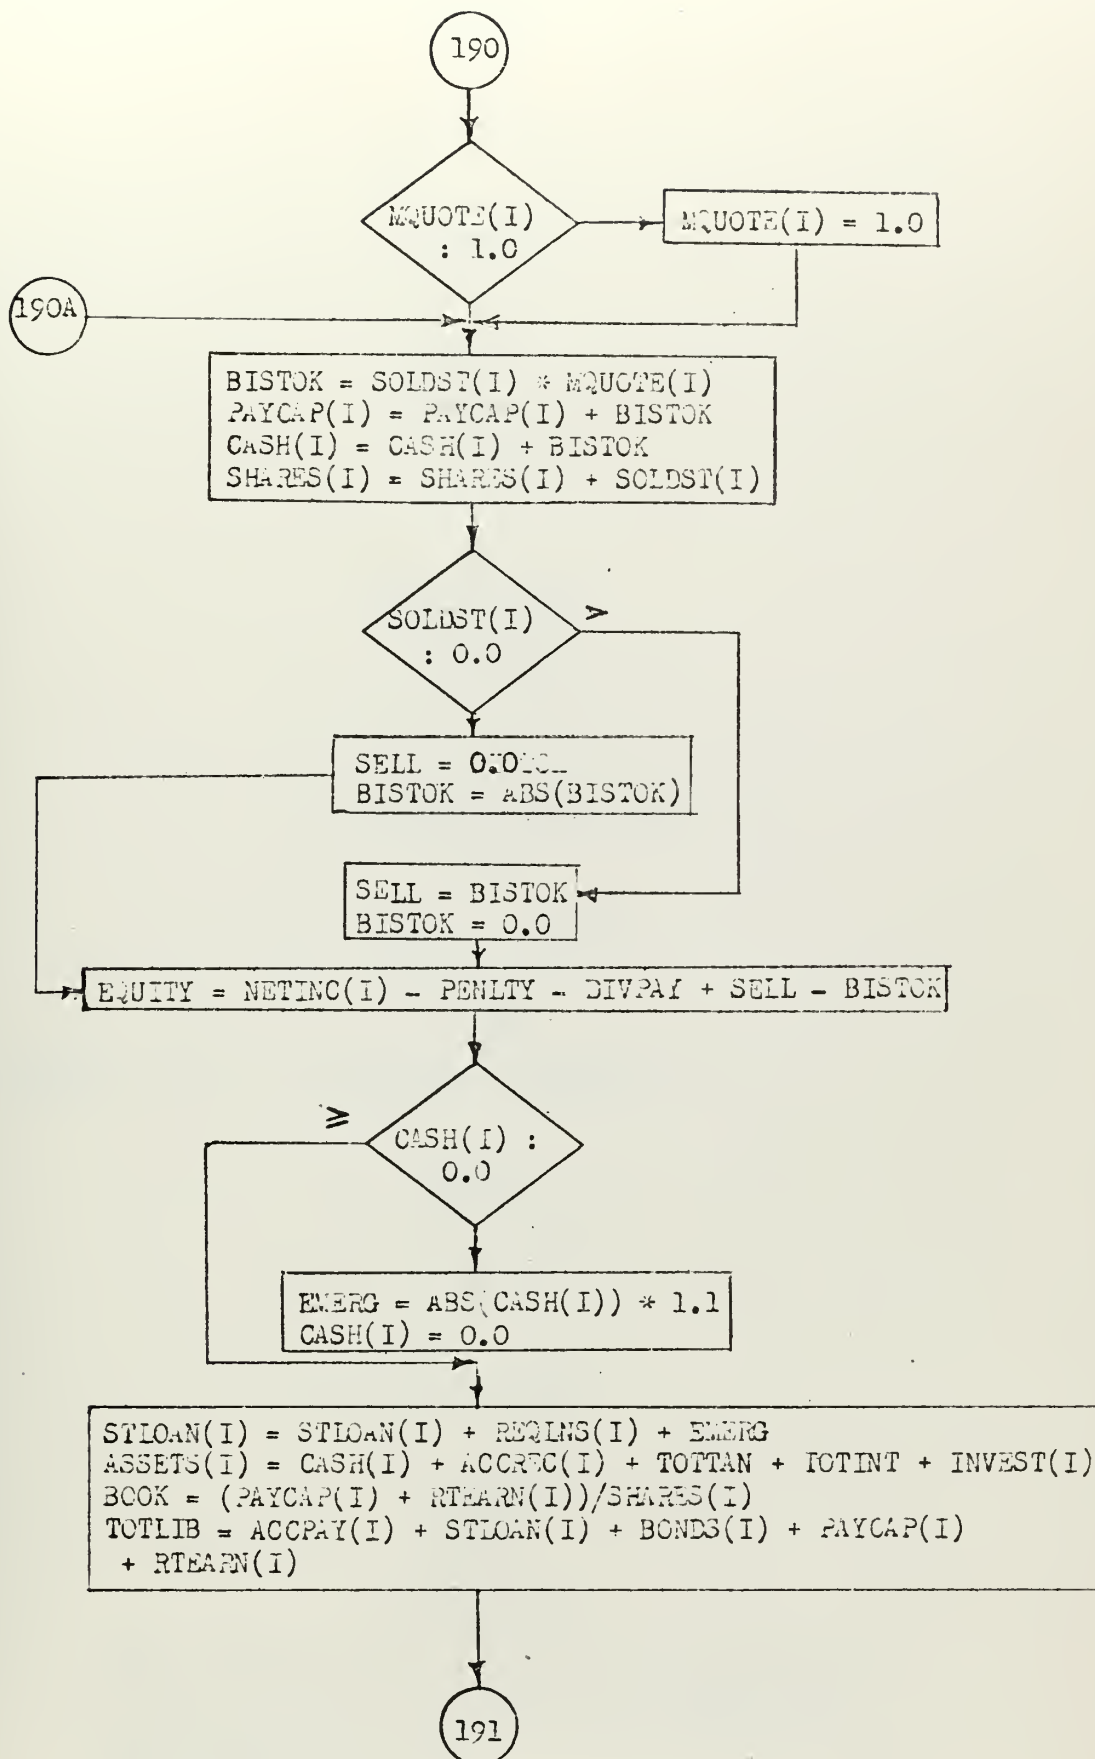 190
MQUOTE(I)
: 1.0
MQUOTE(I) = 1.0
190A
BISTOK = SOLDST(I) * MQUOTE(I)
PAYCAP(I) = PAYCAP(I) + BISTOK
CASH(I) = CASH(I) + BISTOK
SHARES(I) = SHARES(I) + SOLDST(I)
SOLDST(I)
: 0.0
>
SELL = 0.0
BISTOK = ABS(BISTOK)
SELL = BISTOK
BISTOK = 0.0
EQUITY = NETINC(I) - PENLTY - DIVPAY + SELL - BISTOK
≥
CASH(I) :
0.0
EMERG = ABS(CASH(I)) * 1.1
CASH(I) = 0.0
STLOAN(I) = STLOAN(I) + REQLNS(I) + EMERG
ASSETS(I) = CASH(I) + ACCREC(I) + TOTTAN + TOTINT + INVEST(I)
BOOK = (PAYCAP(I) + RTEARN(I))/SHARES(I)
TOTLIB = ACCPAY(I) + STLOAN(I) + BONDS(I) + PAYCAP(I)
+ RTEARN(I)
191